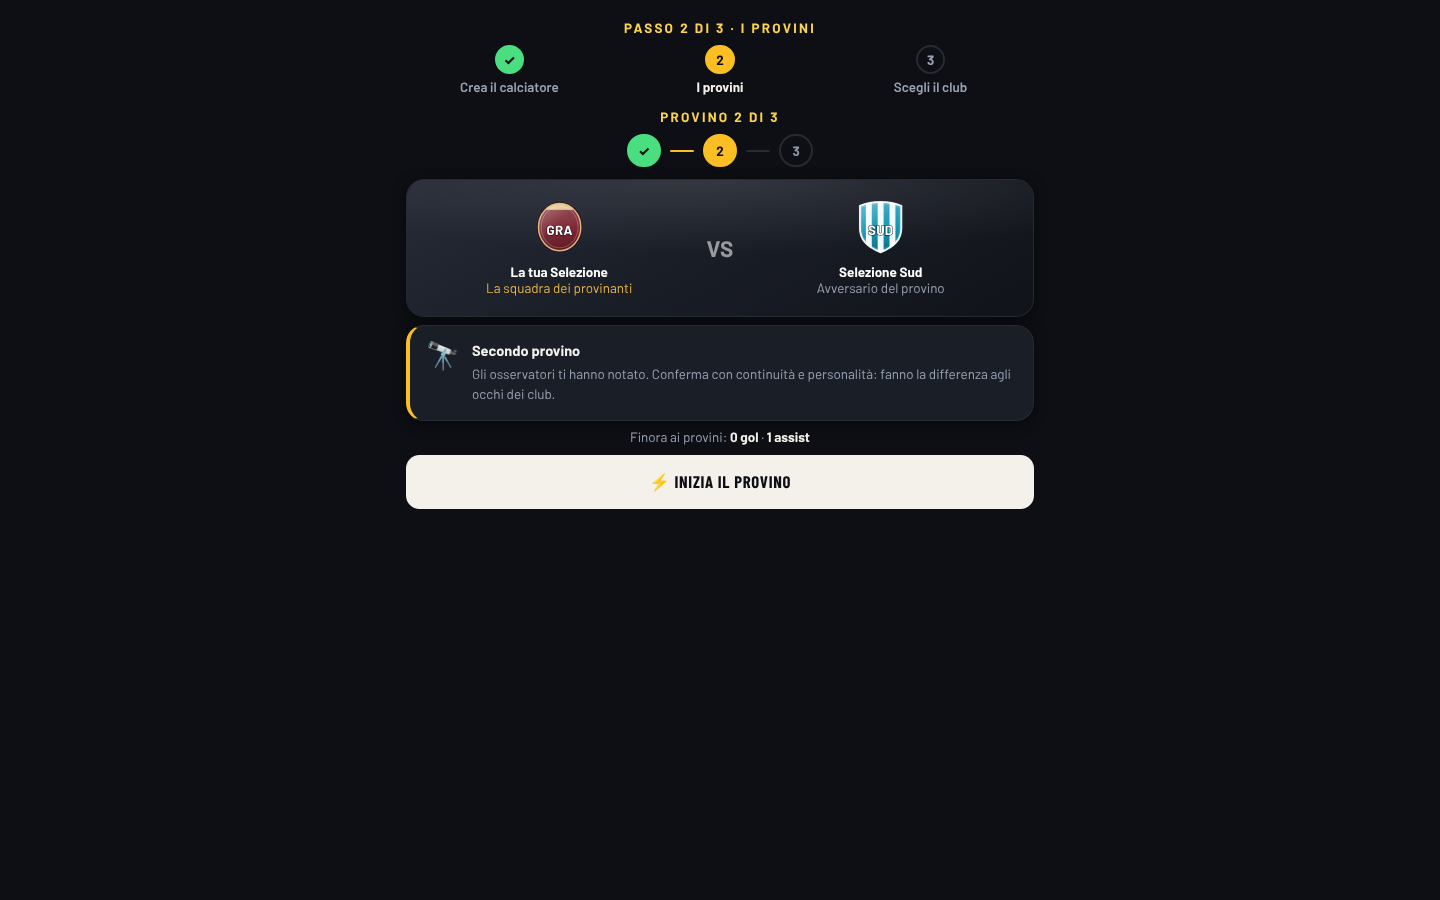 PASSO 2 DI 3 · I PROVINI
✓ 2 3
Crea il calciatore I provini Scegli il club
PROVINO 2 DI 3
✓ 2 3
GRA VS SUD
La tua Selezione Selezione Sud
La squadra dei provinanti Avversario del provino
Secondo provino
Gli osservatori ti hanno notato. Conferma con continuità e personalità: fanno la differenza agli
occhi dei club.
Finora ai provini: 0 gol · 1 assist
⚡ INIZIA IL PROVINO